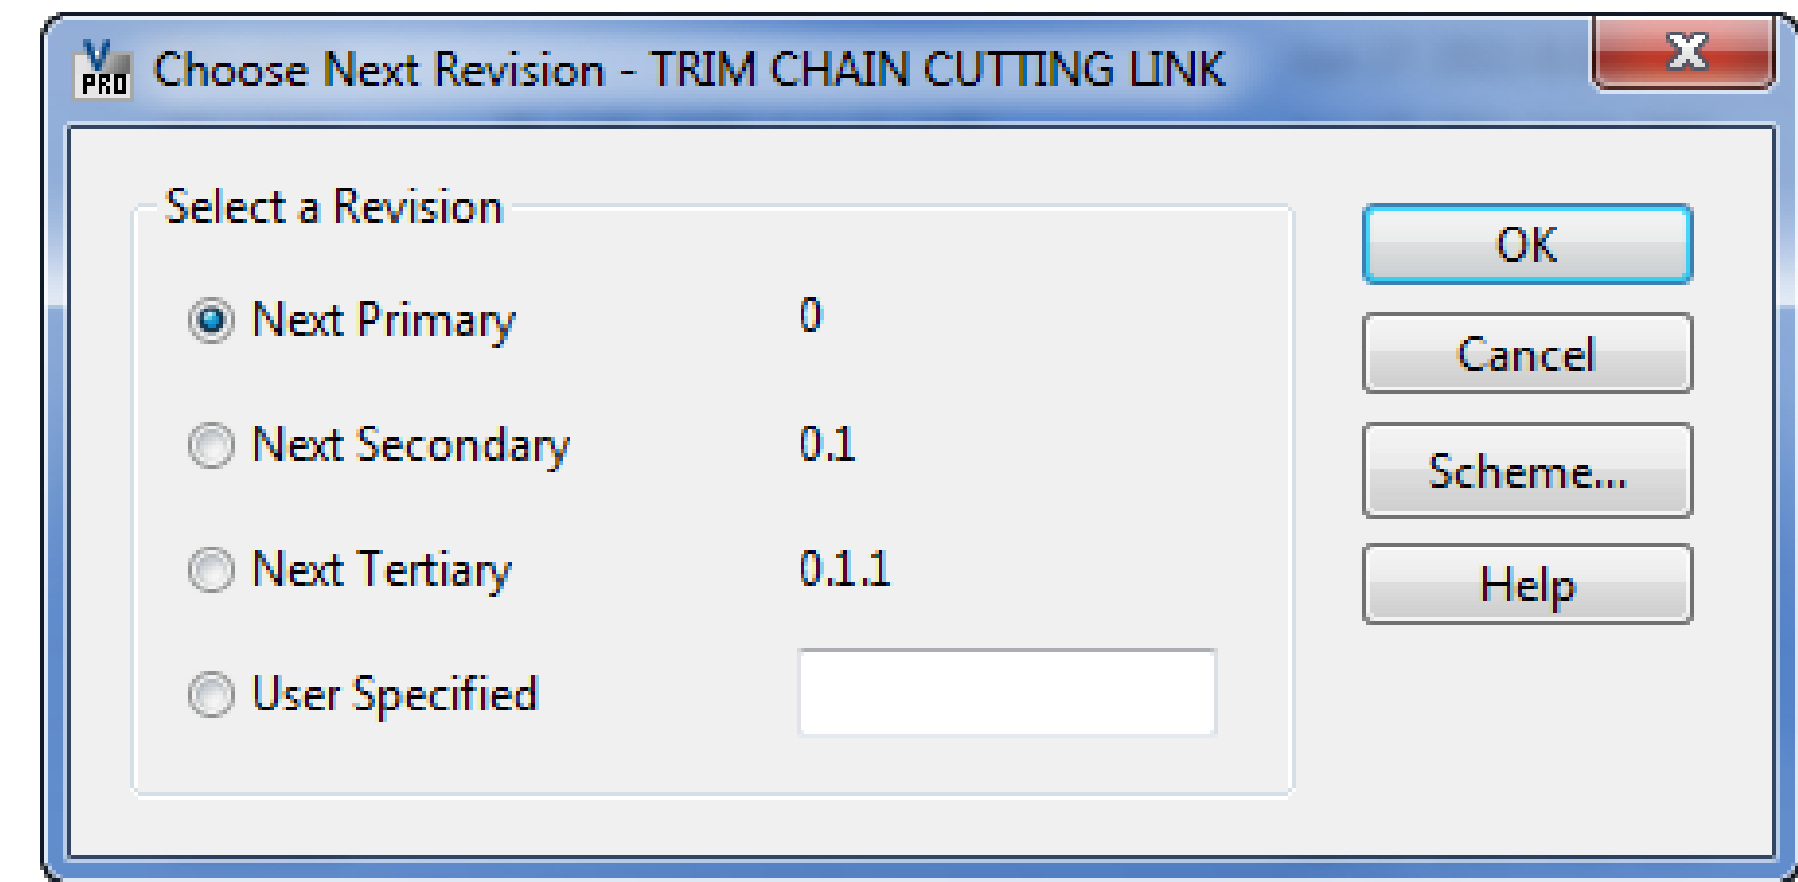 V PRO Choose Next Revision - TRIM CHAIN CUTTING LINK
Select a Revision
Next Primary 0
Next Secondary 0.1
Next Tertiary 0.1.1
User Specified
OK
Cancel
Scheme...
Help